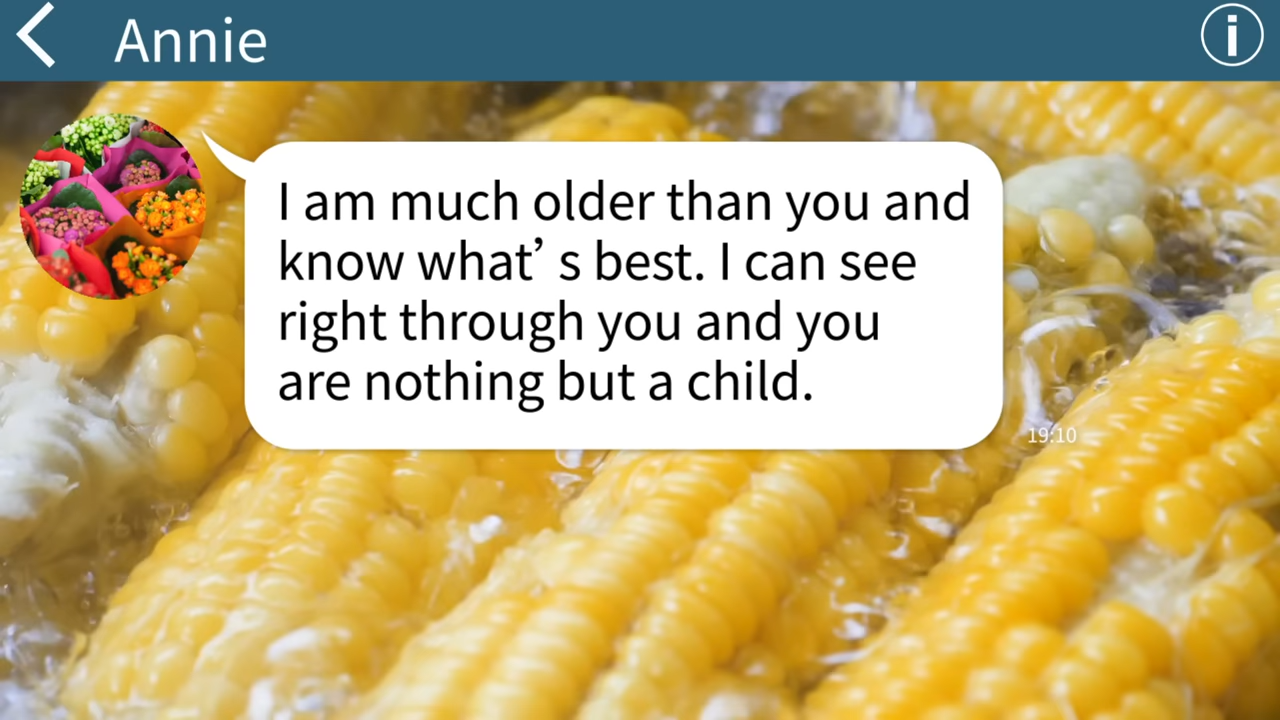 Annie
I am much older than you and
know what’ s best. I can see
right through you and you
are nothing but a child.
19:10